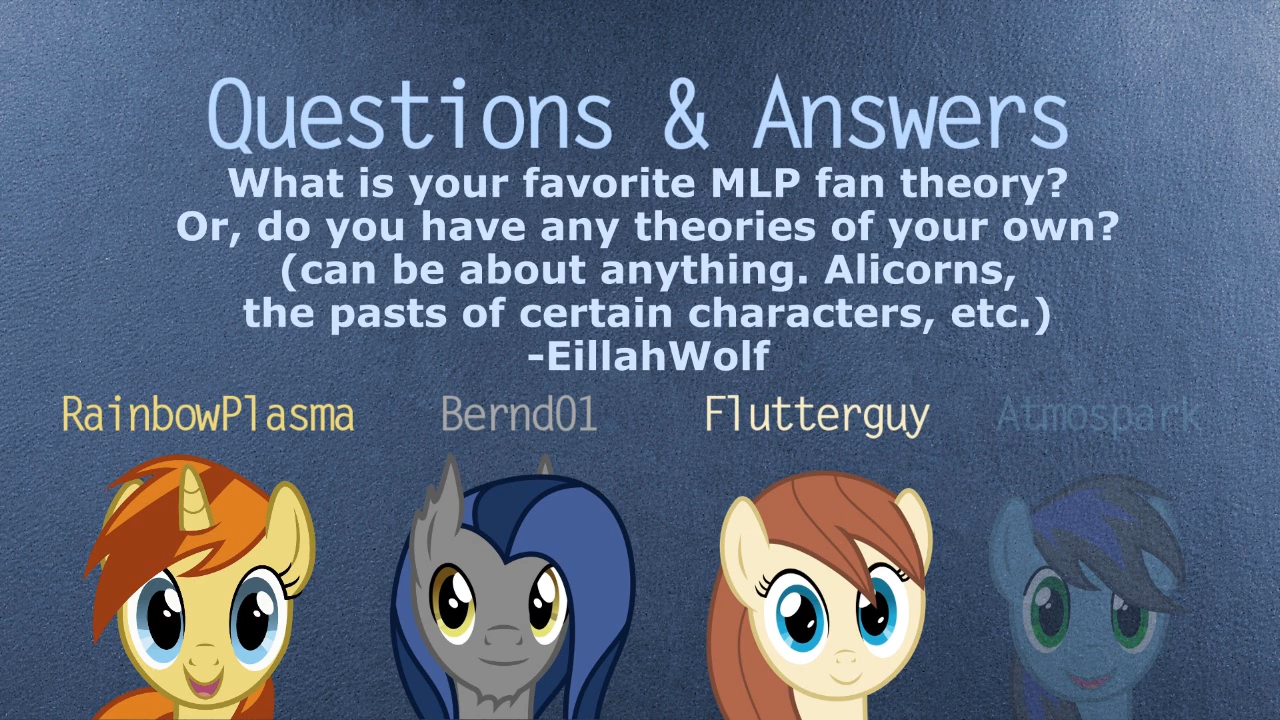 Questions & Answers
What is your favorite MLP fan theory?
Or, do you have any theories of your own?
(can be about anything. Alicorns,
the pasts of certain characters, etc.)
-EillahWolf
RainbowPlasma Bernd01 Flutterguy Atmospark